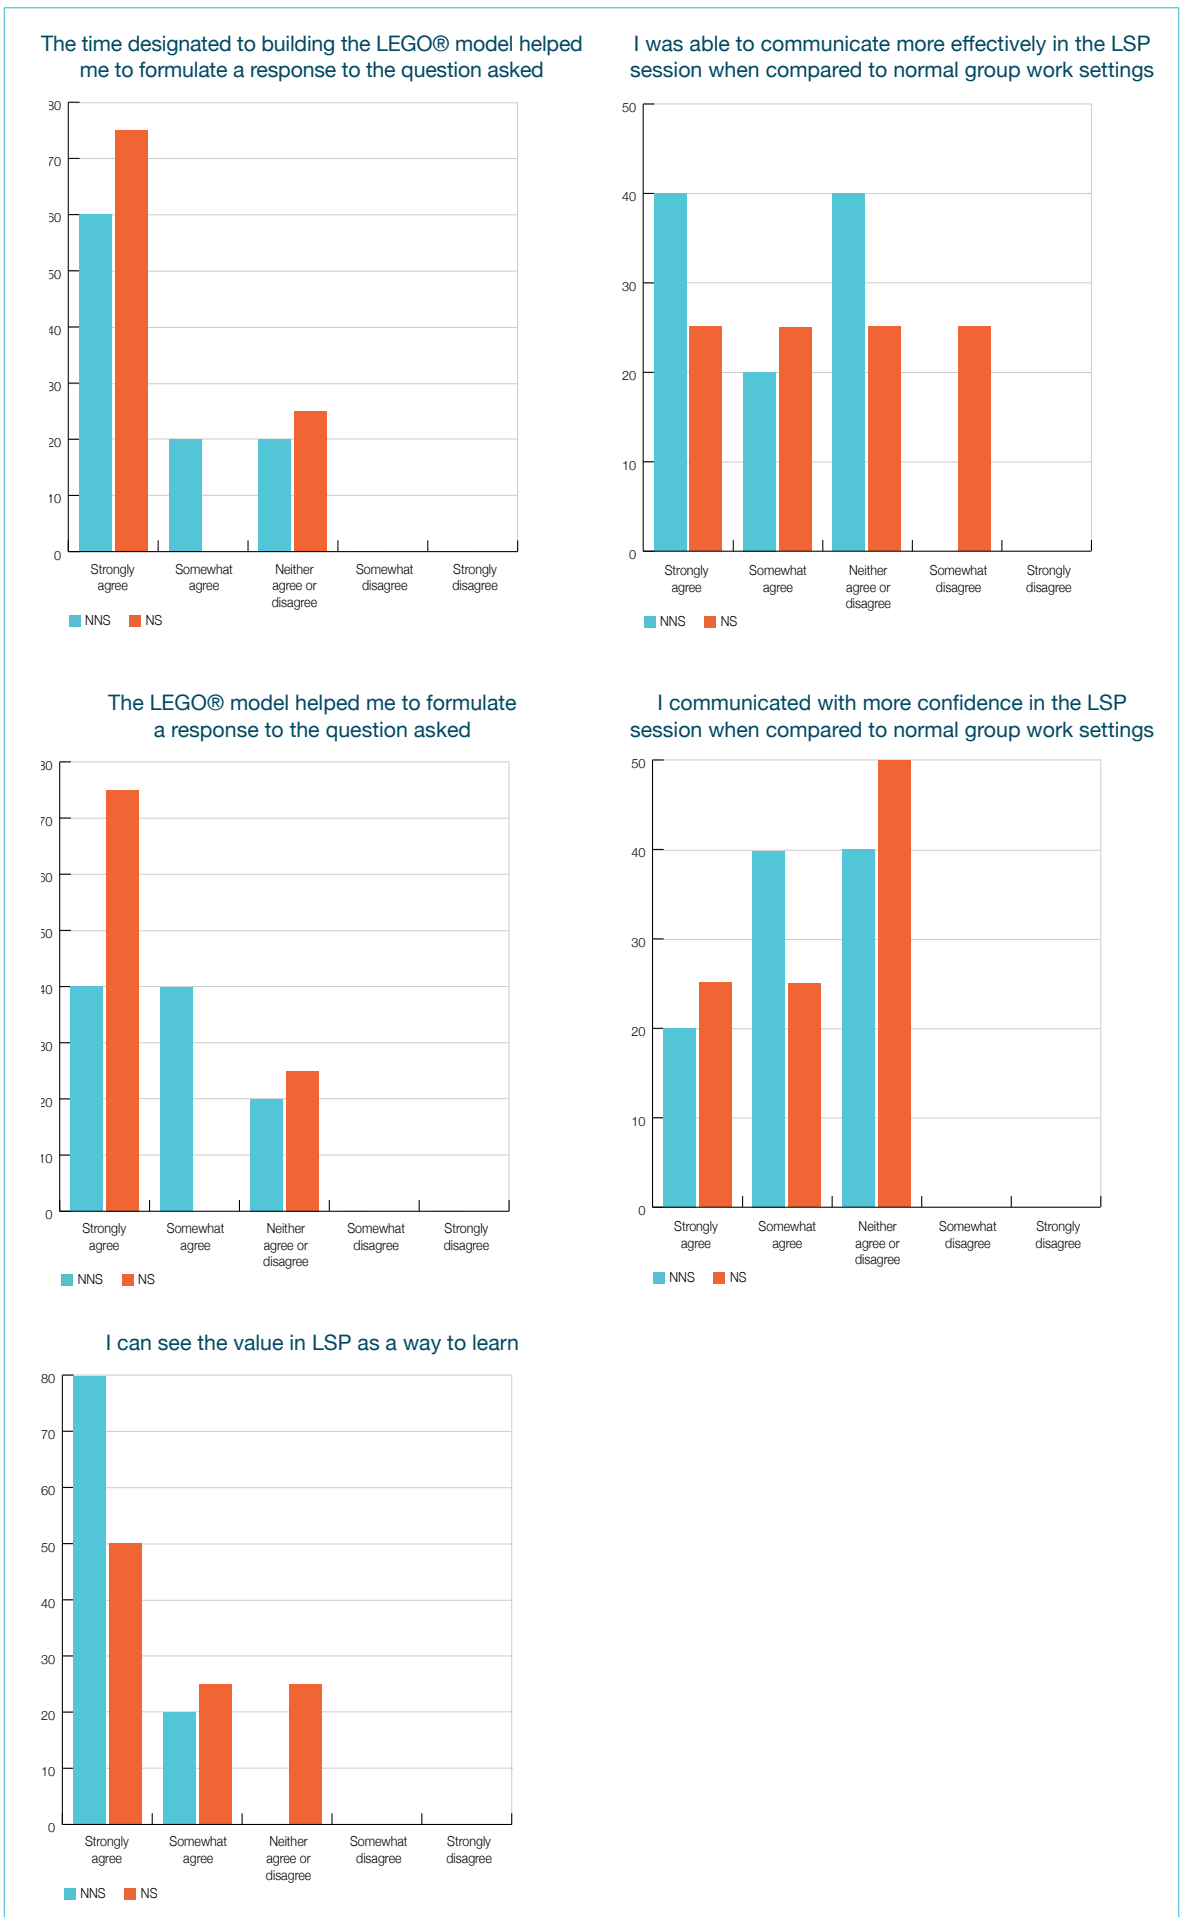 The time designated to building the LEGO® model helped
me to formulate a response to the question asked
80
70
60
50
40
30
20
10
0
Strongly
agree
Somewhat
agree
Neither
agree or
disagree
Somewhat
disagree
Strongly
disagree
NNS NS
I was able to communicate more effectively in the LSP
session when compared to normal group work settings
50
40
30
20
10
0
Strongly
agree
Somewhat
agree
Neither
agree or
disagree
Somewhat
disagree
Strongly
disagree
NNS NS
The LEGO® model helped me to formulate
a response to the question asked
80
70
60
50
40
30
20
10
0
Strongly
agree
Somewhat
agree
Neither
agree or
disagree
Somewhat
disagree
Strongly
disagree
NNS NS
I communicated with more confidence in the LSP
session when compared to normal group work settings
50
40
30
20
10
0
Strongly
agree
Somewhat
agree
Neither
agree or
disagree
Somewhat
disagree
Strongly
disagree
NNS NS
I can see the value in LSP as a way to learn
80
70
60
50
40
30
20
10
0
Strongly
agree
Somewhat
agree
Neither
agree or
disagree
Somewhat
disagree
Strongly
disagree
NNS NS